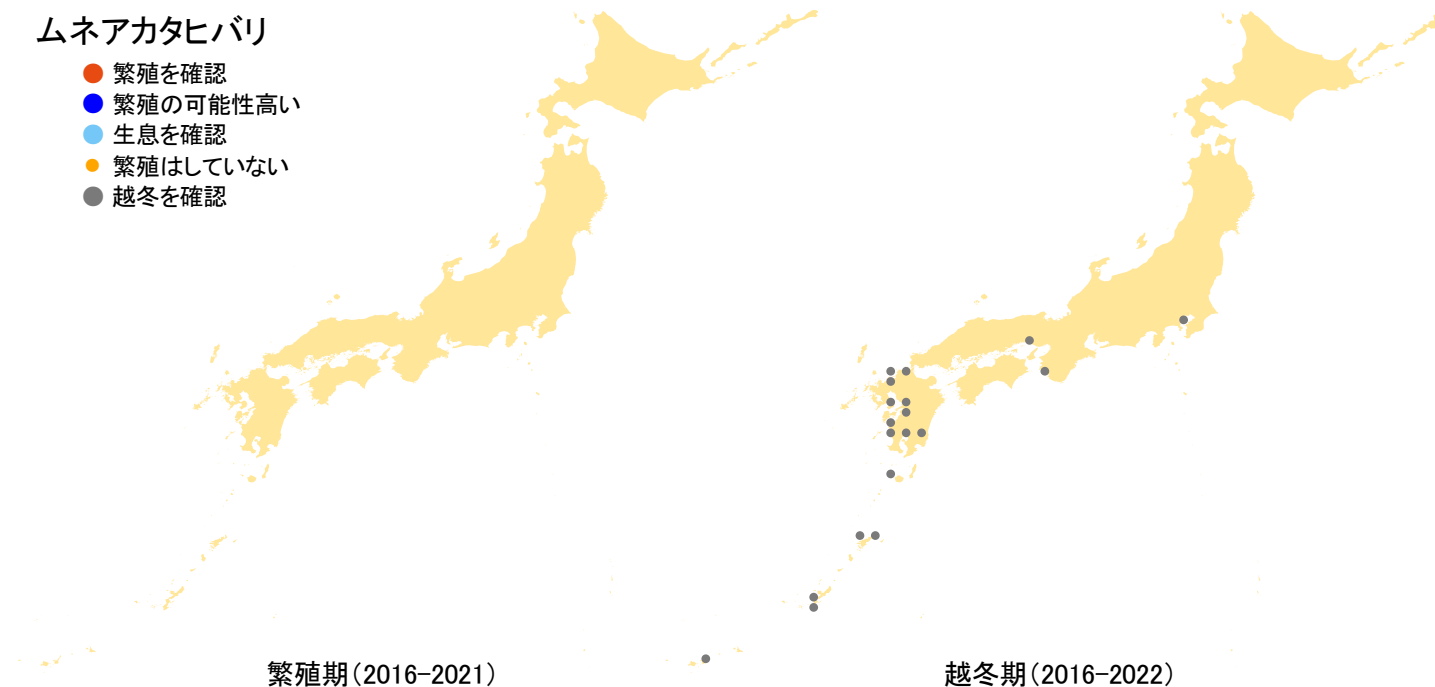 ムネアカタヒバリ
繁殖を確認
繁殖の可能性高い
生息を確認
繁殖はしていない
越冬を確認
繁殖期(2016-2021)
越冬期(2016-2022)